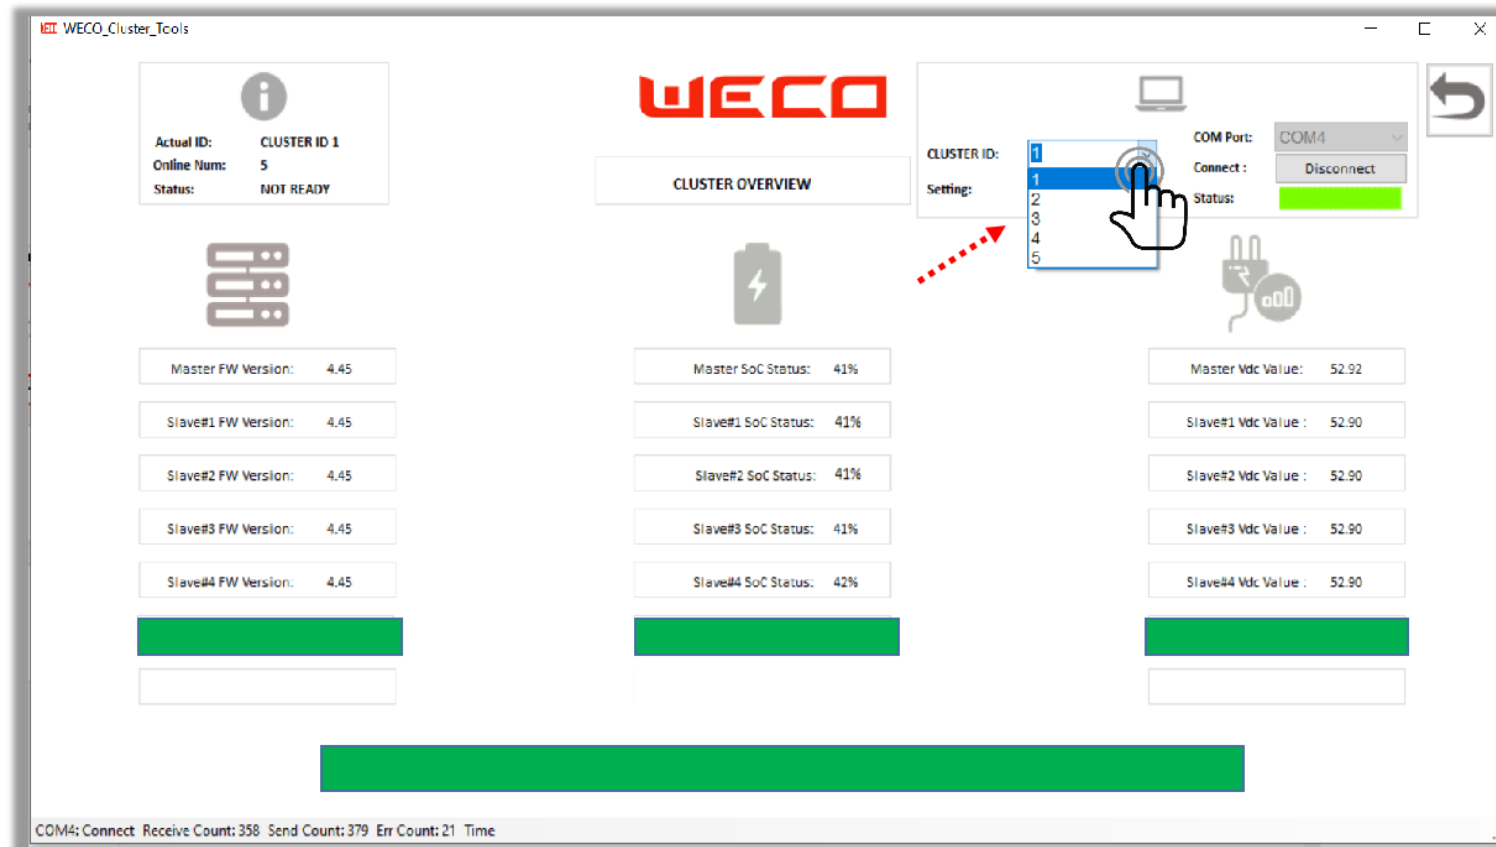 WECO WECO_Cluster_Tools
WECO
Actual ID: CLUSTER ID 1
Online Num: 5
Status: NOT READY
CLUSTER OVERVIEW
CLUSTER ID: 1
Setting:
1
2
3
4
5
COM Port: COM4
Connect : Disconnect
Status:
Master FW Version: 4.45
Slave#1 FW Version: 4.45
Slave#2 FW Version: 4.45
Slave#3 FW Version: 4.45
Slave#4 FW Version: 4.45
Master SoC Status: 41%
Slave#1 SoC Status: 41%
Slave#2 SoC Status: 41%
Slave#3 SoC Status: 41%
Slave#4 SoC Status: 42%
Master Vdc Value: 52.92
Slave#1 Vdc Value : 52.90
Slave#2 Vdc Value : 52.90
Slave#3 Vdc Value : 52.90
Slave#4 Vdc Value : 52.90
COM4: Connect Receive Count: 358 Send Count: 379 Err Count: 21 Time